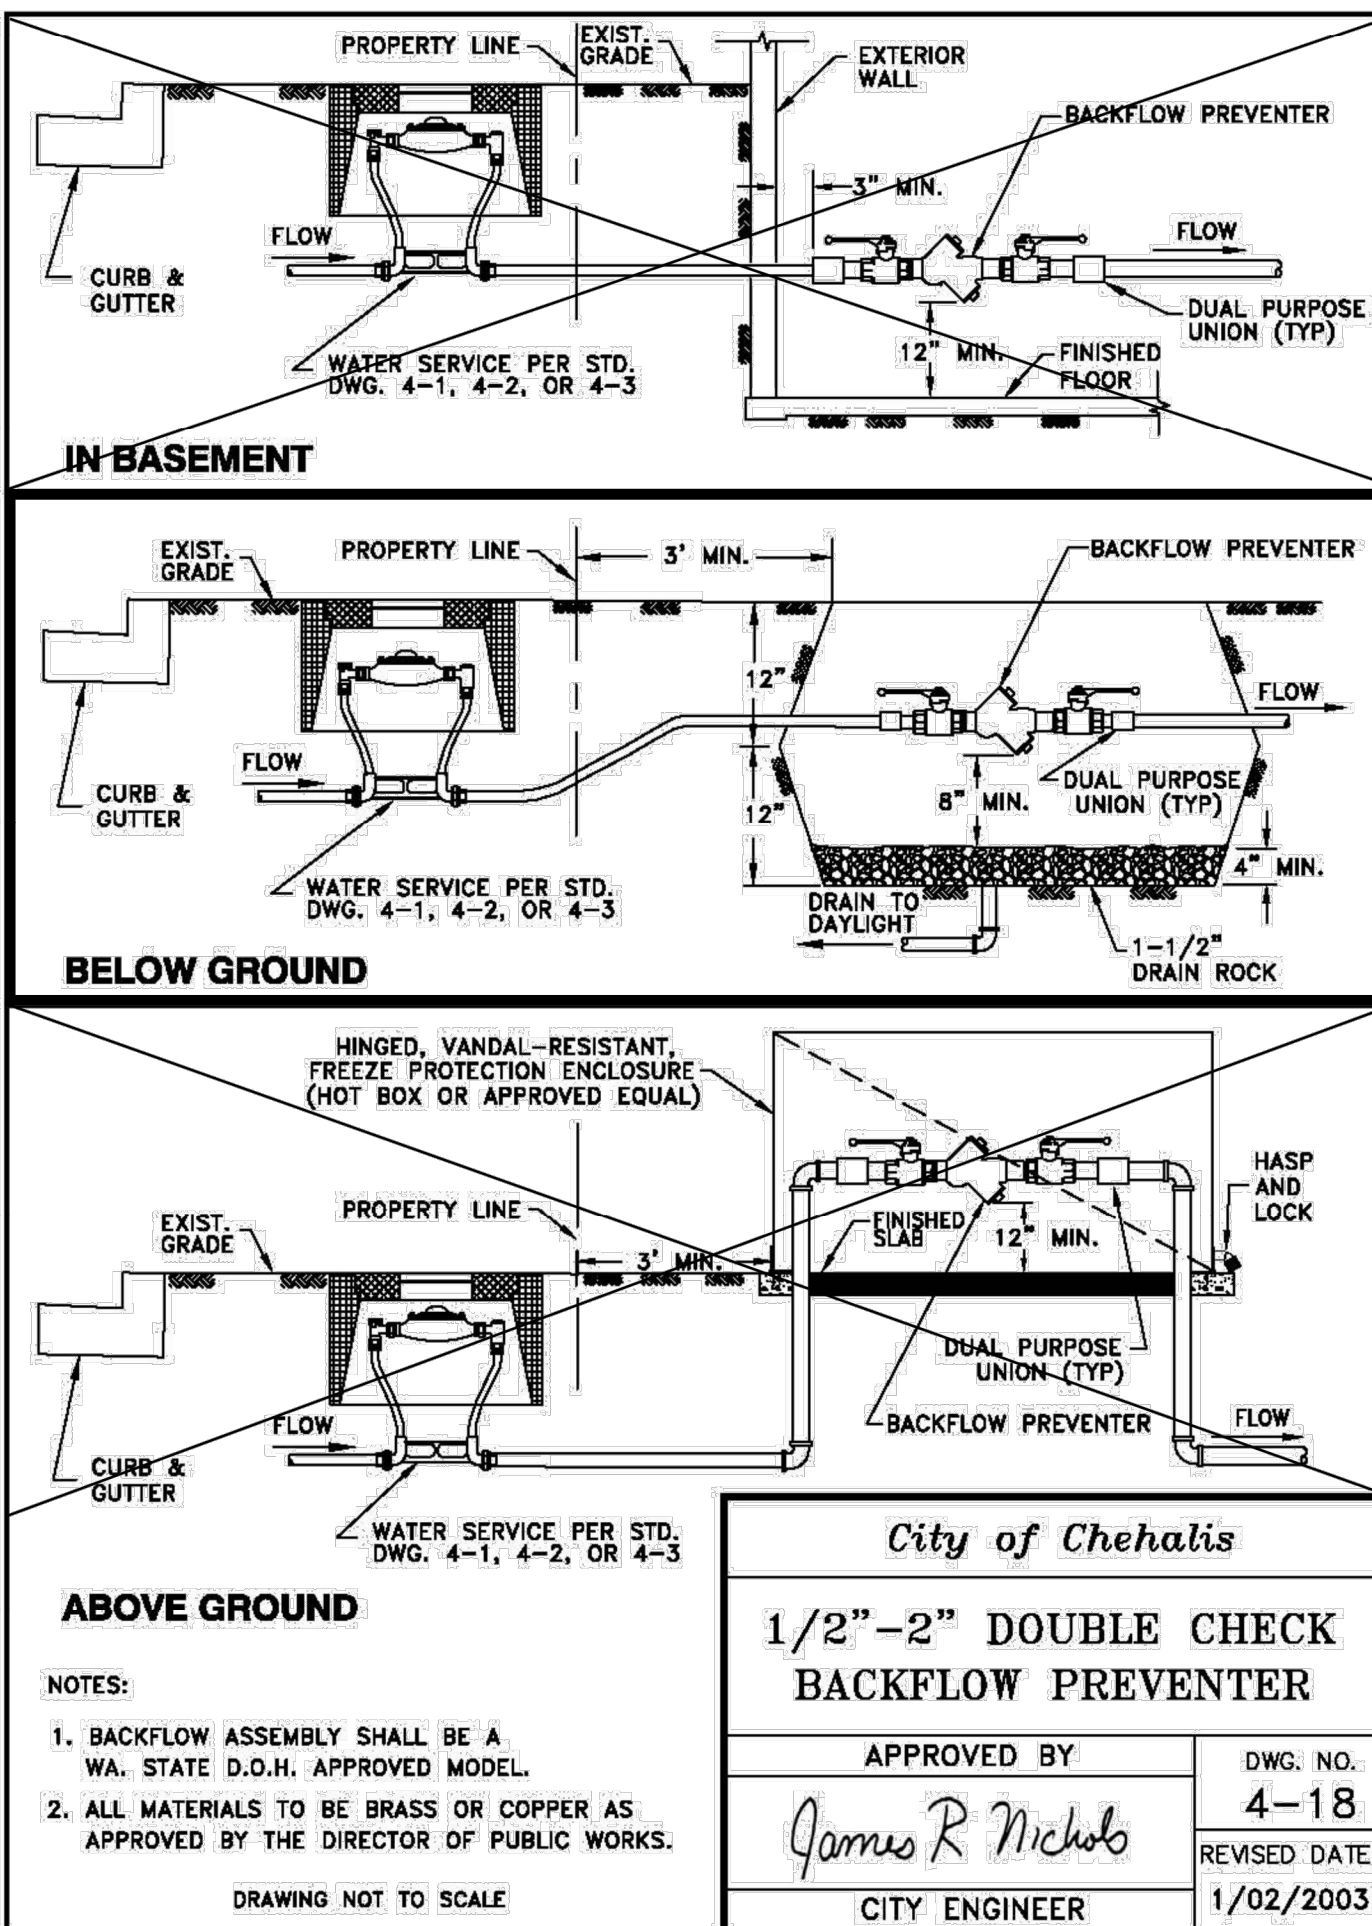 PROPERTY LINE
EXIST.
GRADE
EXTERIOR
WALL
BACKFLOW PREVENTER
3" MIN.
FLOW
FLOW
CURB &
GUTTER
DUAL PURPOSE
UNION (TYP)
12" MIN.
FINISHED
FLOOR
WATER SERVICE PER STD.
DWG. 4-1, 4-2, OR 4-3
IN BASEMENT
EXIST.
GRADE
PROPERTY LINE
3' MIN.
BACKFLOW PREVENTER
12"
FLOW
FLOW
CURB &
GUTTER
12"
8" MIN.
DUAL PURPOSE
UNION (TYP)
4" MIN.
WATER SERVICE PER STD.
DWG. 4-1, 4-2, OR 4-3
DRAIN TO
DAYLIGHT
1-1/2"
DRAIN ROCK
BELOW GROUND
HINGED, VANDAL-RESISTANT,
FREEZE PROTECTION ENCLOSURE
(HOT BOX OR APPROVED EQUAL)
HASP
AND
LOCK
PROPERTY LINE
EXIST.
GRADE
3' MIN.
FINISHED
SLAB
12" MIN.
DUAL PURPOSE
UNION (TYP)
BACKFLOW PREVENTER
FLOW
FLOW
CURB &
GUTTER
WATER SERVICE PER STD.
DWG. 4-1, 4-2, OR 4-3
ABOVE GROUND
NOTES:
1. BACKFLOW ASSEMBLY SHALL BE A
WA. STATE D.O.H. APPROVED MODEL.
2. ALL MATERIALS TO BE BRASS OR COPPER AS
APPROVED BY THE DIRECTOR OF PUBLIC WORKS.
DRAWING NOT TO SCALE
City of Chehalis
1/2"-2" DOUBLE CHECK
BACKFLOW PREVENTER
APPROVED BY
James R Nichols
CITY ENGINEER
DWG. NO.
4-18
REVISED DATE
1/02/2003